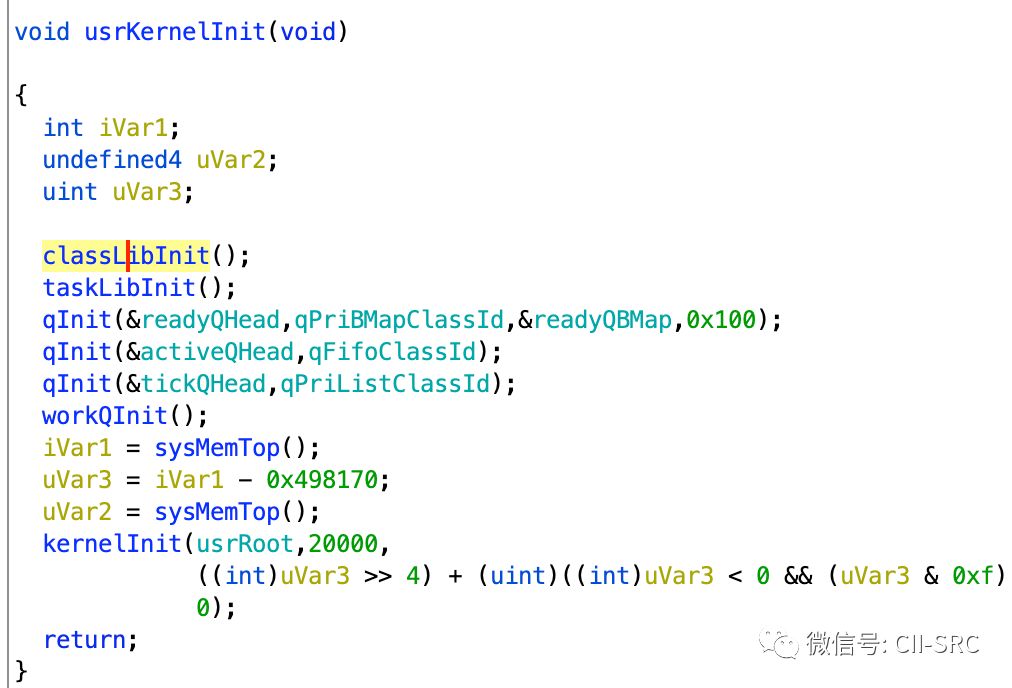 void usrKernelInit(void)
{
int iVar1;
undefined4 uVar2;
uint uVar3;
classLibInit();
taskLibInit();
qInit(&readyQHead,qPriBMapClassId,&readyQBMap,0x100);
qInit(&activeQHead,qFifoClassId);
qInit(&tickQHead,qPriListClassId);
workQInit();
iVar1 = sysMemTop();
uVar3 = iVar1 - 0x498170;
uVar2 = sysMemTop();
kernelInit(usrRoot,20000,
((int)uVar3 >> 4) + (uint)((int)uVar3 < 0 && (uVar3 & 0xf)
0);
return;
}
微信号: CII-SRC